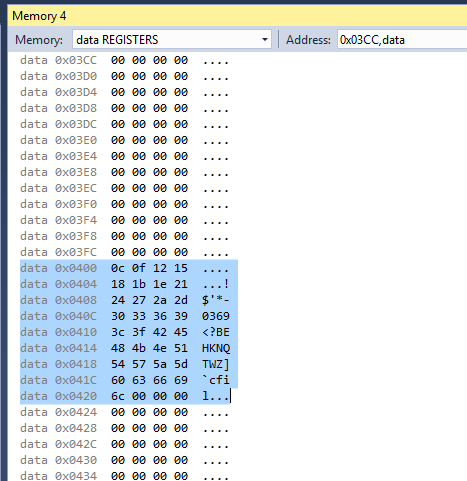 Memory 4
Memory: data REGISTERS Address: 0x03CC,data
data 0x03CC 00 00 00 00 ....
data 0x03D0 00 00 00 00 ....
data 0x03D4 00 00 00 00 ....
data 0x03D8 00 00 00 00 ....
data 0x03DC 00 00 00 00 ....
data 0x03E0 00 00 00 00 ....
data 0x03E4 00 00 00 00 ....
data 0x03E8 00 00 00 00 ....
data 0x03EC 00 00 00 00 ....
data 0x03F0 00 00 00 00 ....
data 0x03F4 00 00 00 00 ....
data 0x03F8 00 00 00 00 ....
data 0x03FC 00 00 00 00 ....
data 0x0400 0c 0f 12 15 ....
data 0x0404 18 1b 1e 21 ...!
data 0x0408 24 27 2a 2d $'*-
data 0x040C 30 33 36 39 0369
data 0x0410 3c 3f 42 45 <?BE
data 0x0414 48 4b 4e 51 HKNQ
data 0x0418 54 57 5a 5d TWZ]
data 0x041C 60 63 66 69 `cfi
data 0x0420 6c 00 00 00 l...
data 0x0424 00 00 00 00 ....
data 0x0428 00 00 00 00 ....
data 0x042C 00 00 00 00 ....
data 0x0430 00 00 00 00 ....
data 0x0434 00 00 00 00 ....